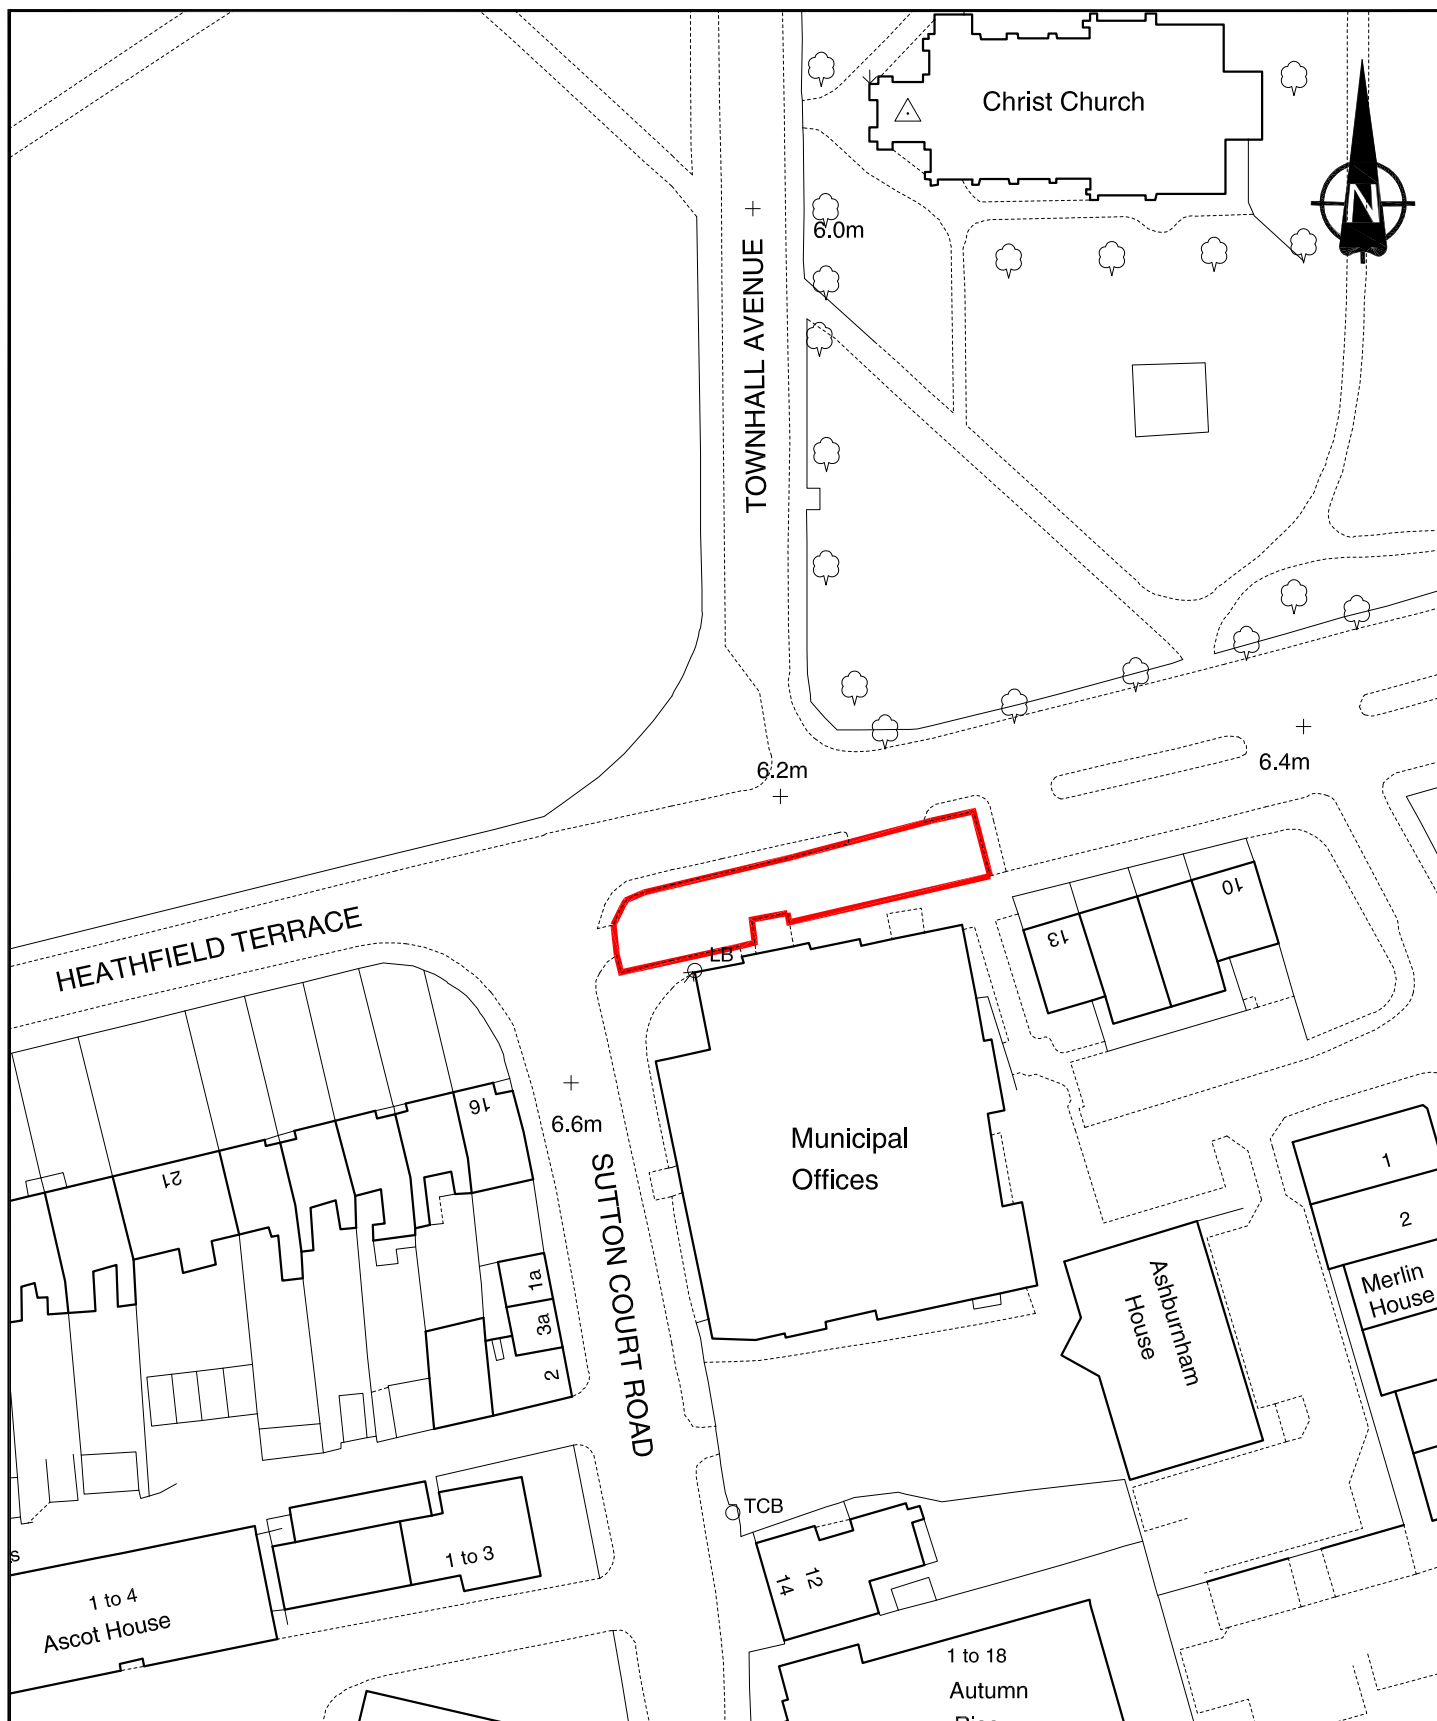 Christ Church
N
6.0m
TOWNHALL AVENUE
6.2m
6.4m
HEATHFIELD TERRACE
LB
10
13
16
6.6m
21
Municipal
Offices
SUTTON COURT ROAD
1
2
Merlin
House
Ashburnham
House
1a
3a
2
TCB
1 to 3
s
1 to 4
Ascot House
12
14
1 to 18
Autumn